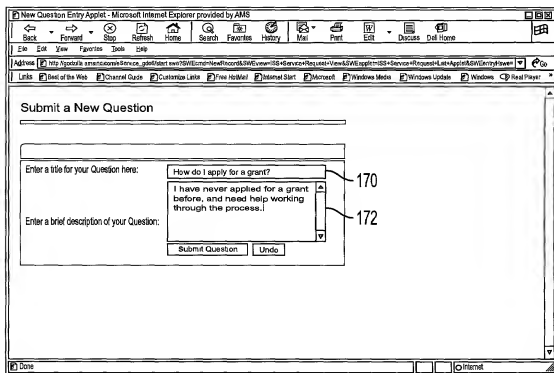 New Question Entry Applet - Microsoft Internet Explorer provided by AMS
Back Forward Stop Refresh Home Search Favorites History Mail Print Edit Discuss Dell Home
File Edit View Favorites Tools Help
Address Go
Links Best of the Web Channel Guide Customize Links Free HotMail Internet Start Microsoft Windows Media Windows Update Windows Real Player
Submit a New Question
Enter a title for your Question here: How do I apply for a grant? 170
I have never applied for a grant
before, and need help working
through the process. 172
Enter a brief description of your Question:
Submit Question Undo
Done Internet